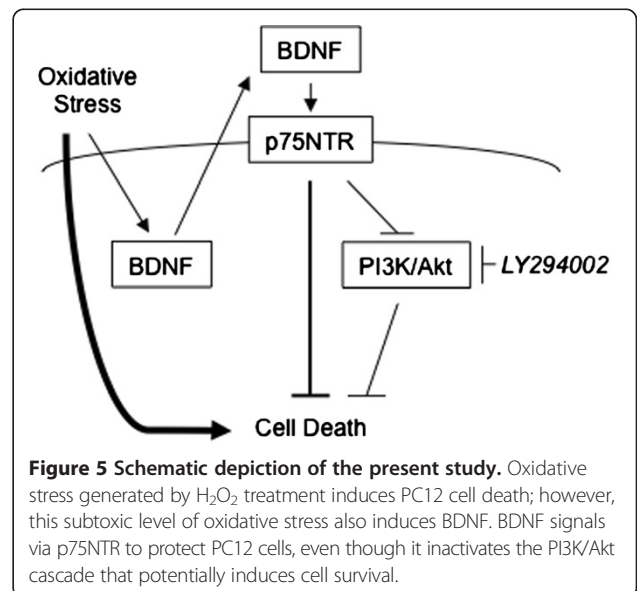 BDNF
Oxidative
Stress
p75NTR
BDNF
PI3K/Akt
LY294002
Cell Death
Figure 5 Schematic depiction of the present study. Oxidative
stress generated by H₂O₂ treatment induces PC12 cell death; however,
this subtoxic level of oxidative stress also induces BDNF. BDNF signals
via p75NTR to protect PC12 cells, even though it inactivates the PI3K/Akt
cascade that potentially induces cell survival.